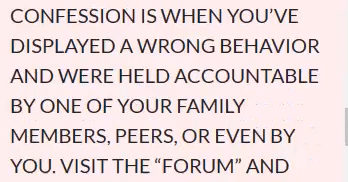 CONFESSION IS WHEN YOU’VE
DISPLAYED A WRONG BEHAVIOR
AND WERE HELD ACCOUNTABLE
BY ONE OF YOUR FAMILY
MEMBERS, PEERS, OR EVEN BY
YOU. VISIT THE “FORUM” AND